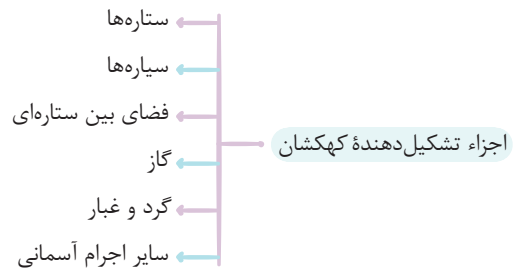 اجزاء تشکیل‌دهندهٔ کهکشان
ستاره‌ها
سیاره‌ها
فضای بین ستاره‌ای
گاز
گرد و غبار
سایر اجرام آسمانی